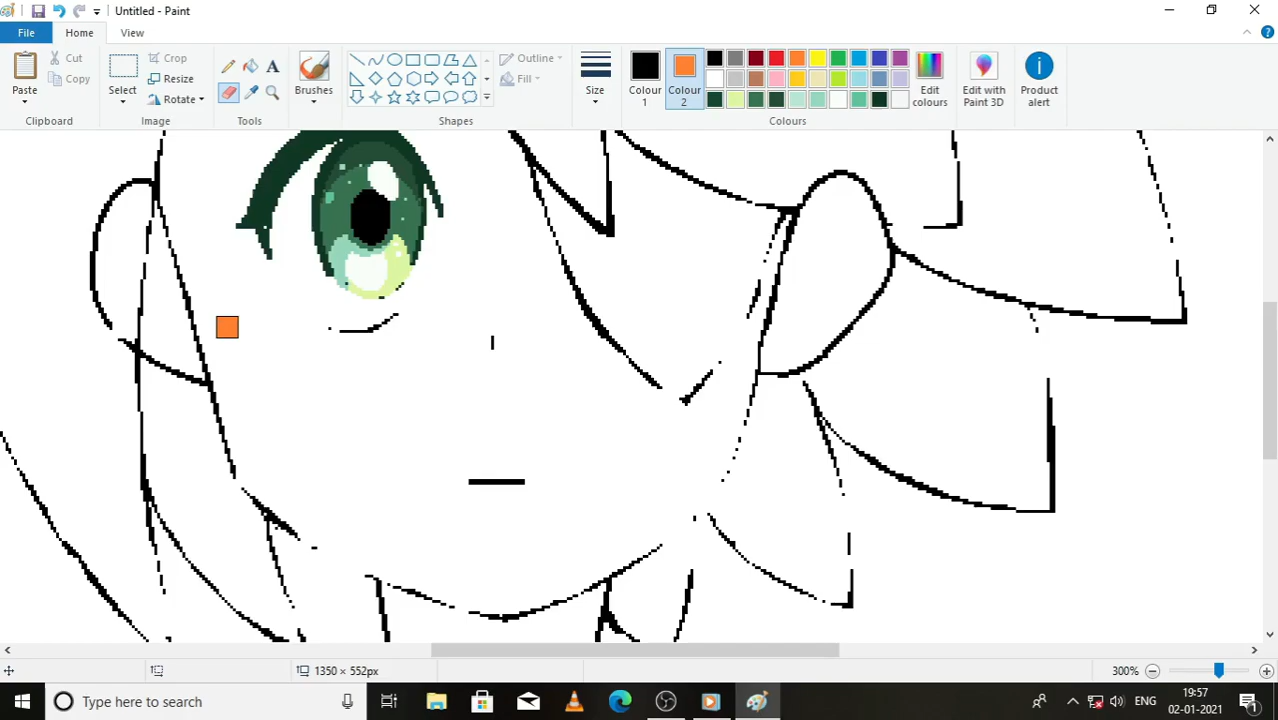 Untitled - Paint
File Home View
Paste
Cut
Copy
Clipboard
Select
Crop
Resize
Rotate
Image
A
Tools
Brushes
Outline
Fill
Shapes
Size
Colour 1
Colour 2
Edit colours
Colours
Edit with Paint 3D
Product alert
1350 × 552px
300%
Type here to search
ENG
19:57
02-01-2021
1